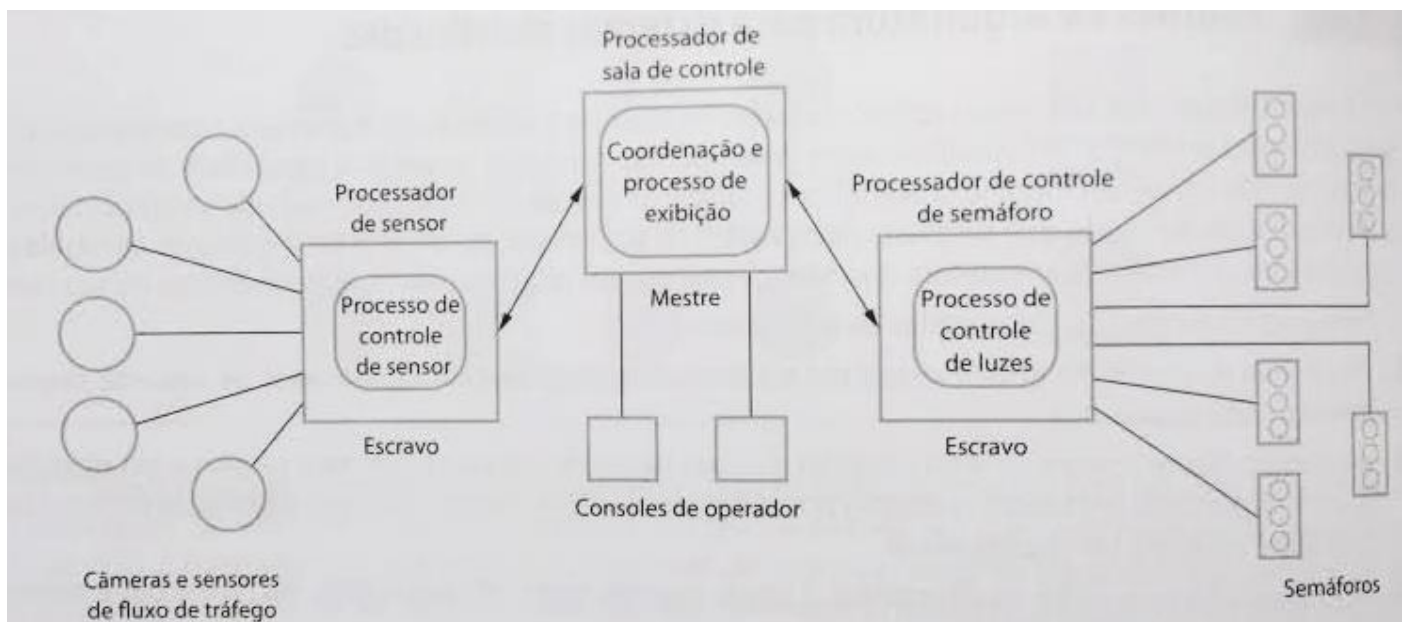 Processador de
sala de controle
Coordenação e
processo de
exibição
Mestre
Processador
de sensor
Processo de
controle
de sensor
Escravo
Processador de controle
de semáforo
Processo de
controle
de luzes
Escravo
Consoles de operador
Câmeras e sensores
de fluxo de tráfego
Semáforos